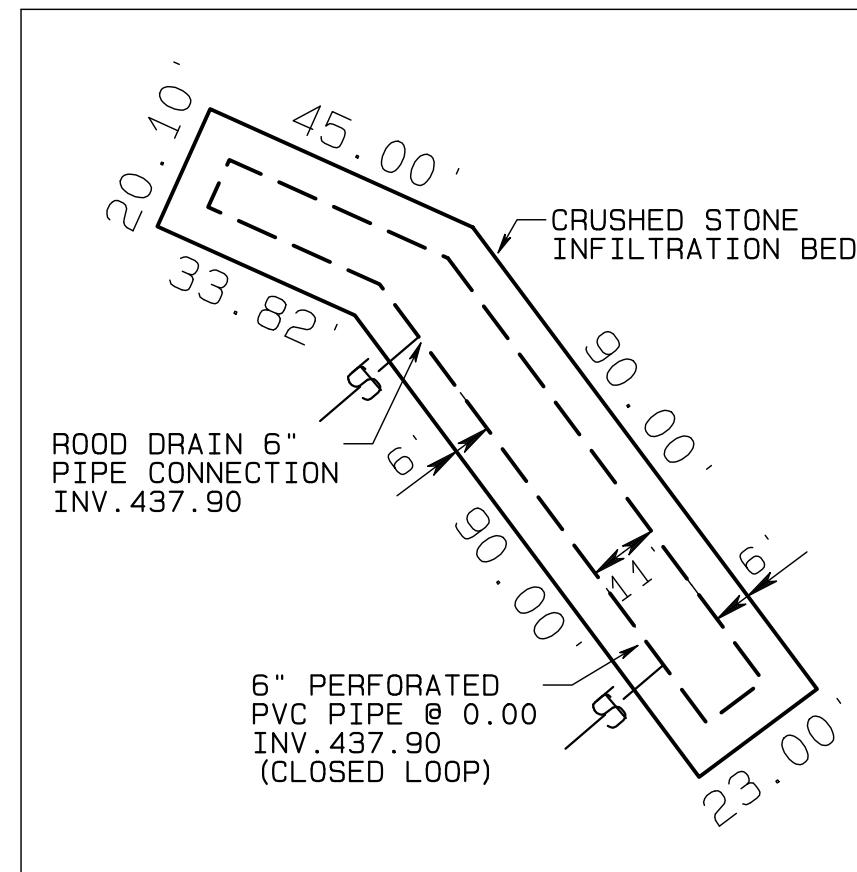 45.00'
20.10'
33.82'
CRUSHED STONE
INFILTRATION BED
90.00'
ROOD DRAIN 6"
PIPE CONNECTION
INV.437.90
6'
90.00'
11'
6'
6" PERFORATED
PVC PIPE @ 0.00
INV.437.90
(CLOSED LOOP)
23.00'